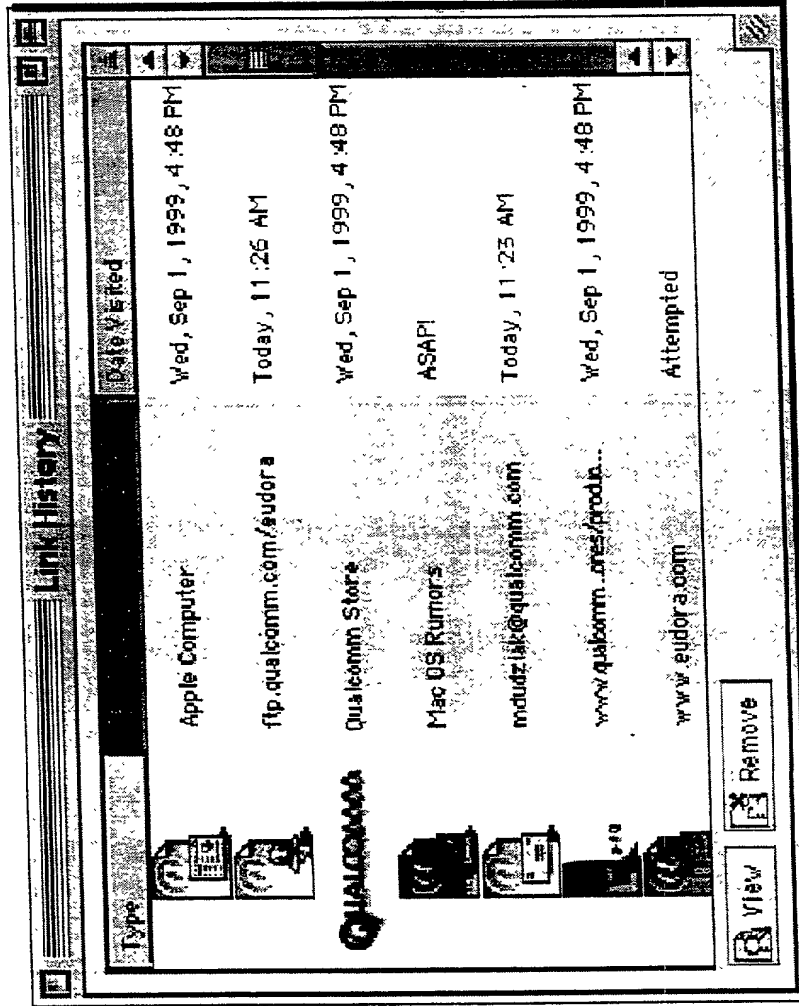 Link History
Type Date Visited
Apple Computer Wed, Sep 1, 1999, 4:48 PM
ftp.qualcomm.com/eudora Today, 11:26 AM
QUALCOMM Qualcomm Store Wed, Sep 1, 1999, 4:48 PM
Mac OS Rumors ASAP!
mdudziak@qualcomm.com Today, 11:23 AM
www.qualcomm...ores/produ... Wed, Sep 1, 1999, 4:48 PM
www.eudora.com Attempted
View Remove